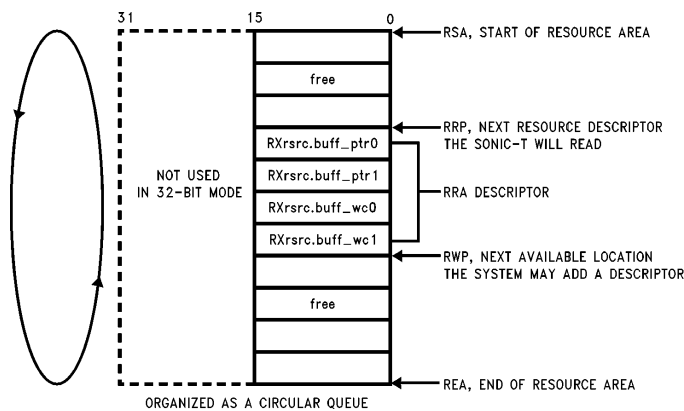 31 15 0
RSA, START OF RESOURCE AREA
free
RRP, NEXT RESOURCE DESCRIPTOR
THE SONIC-T WILL READ
RXrsrc.buff_ptr0
NOT USED
IN 32-BIT MODE
RXrsrc.buff_ptr1
RRA DESCRIPTOR
RXrsrc.buff_wc0
RXrsrc.buff_wc1
RWP, NEXT AVAILABLE LOCATION
THE SYSTEM MAY ADD A DESCRIPTOR
free
REA, END OF RESOURCE AREA
ORGANIZED AS A CIRCULAR QUEUE